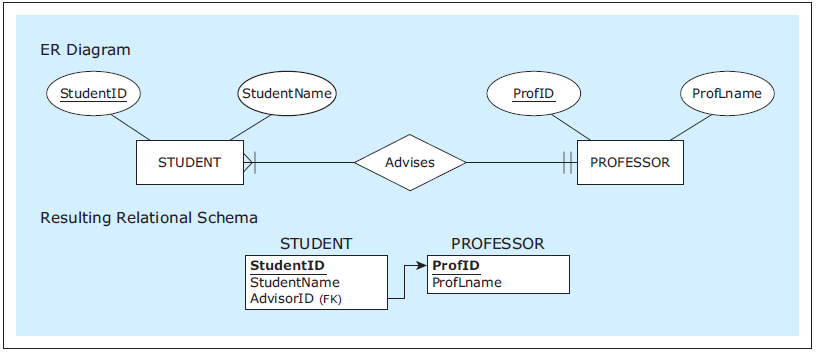 ER Diagram
StudentID
StudentName
ProfID
ProfLname
STUDENT
Advises
PROFESSOR
Resulting Relational Schema
STUDENT
StudentID
StudentName
AdvisorID (FK)
PROFESSOR
ProfID
ProfLname